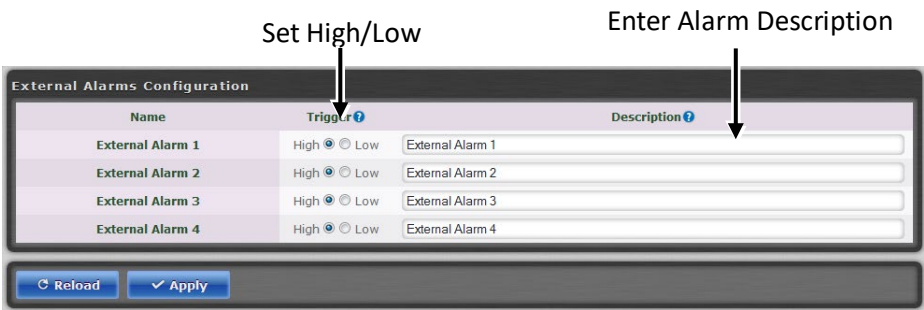 Set High/Low
Enter Alarm Description
External Alarms Configuration
Name Trigger ? Description ?
External Alarm 1 High Low External Alarm 1
External Alarm 2 High Low External Alarm 2
External Alarm 3 High Low External Alarm 3
External Alarm 4 High Low External Alarm 4
Reload Apply